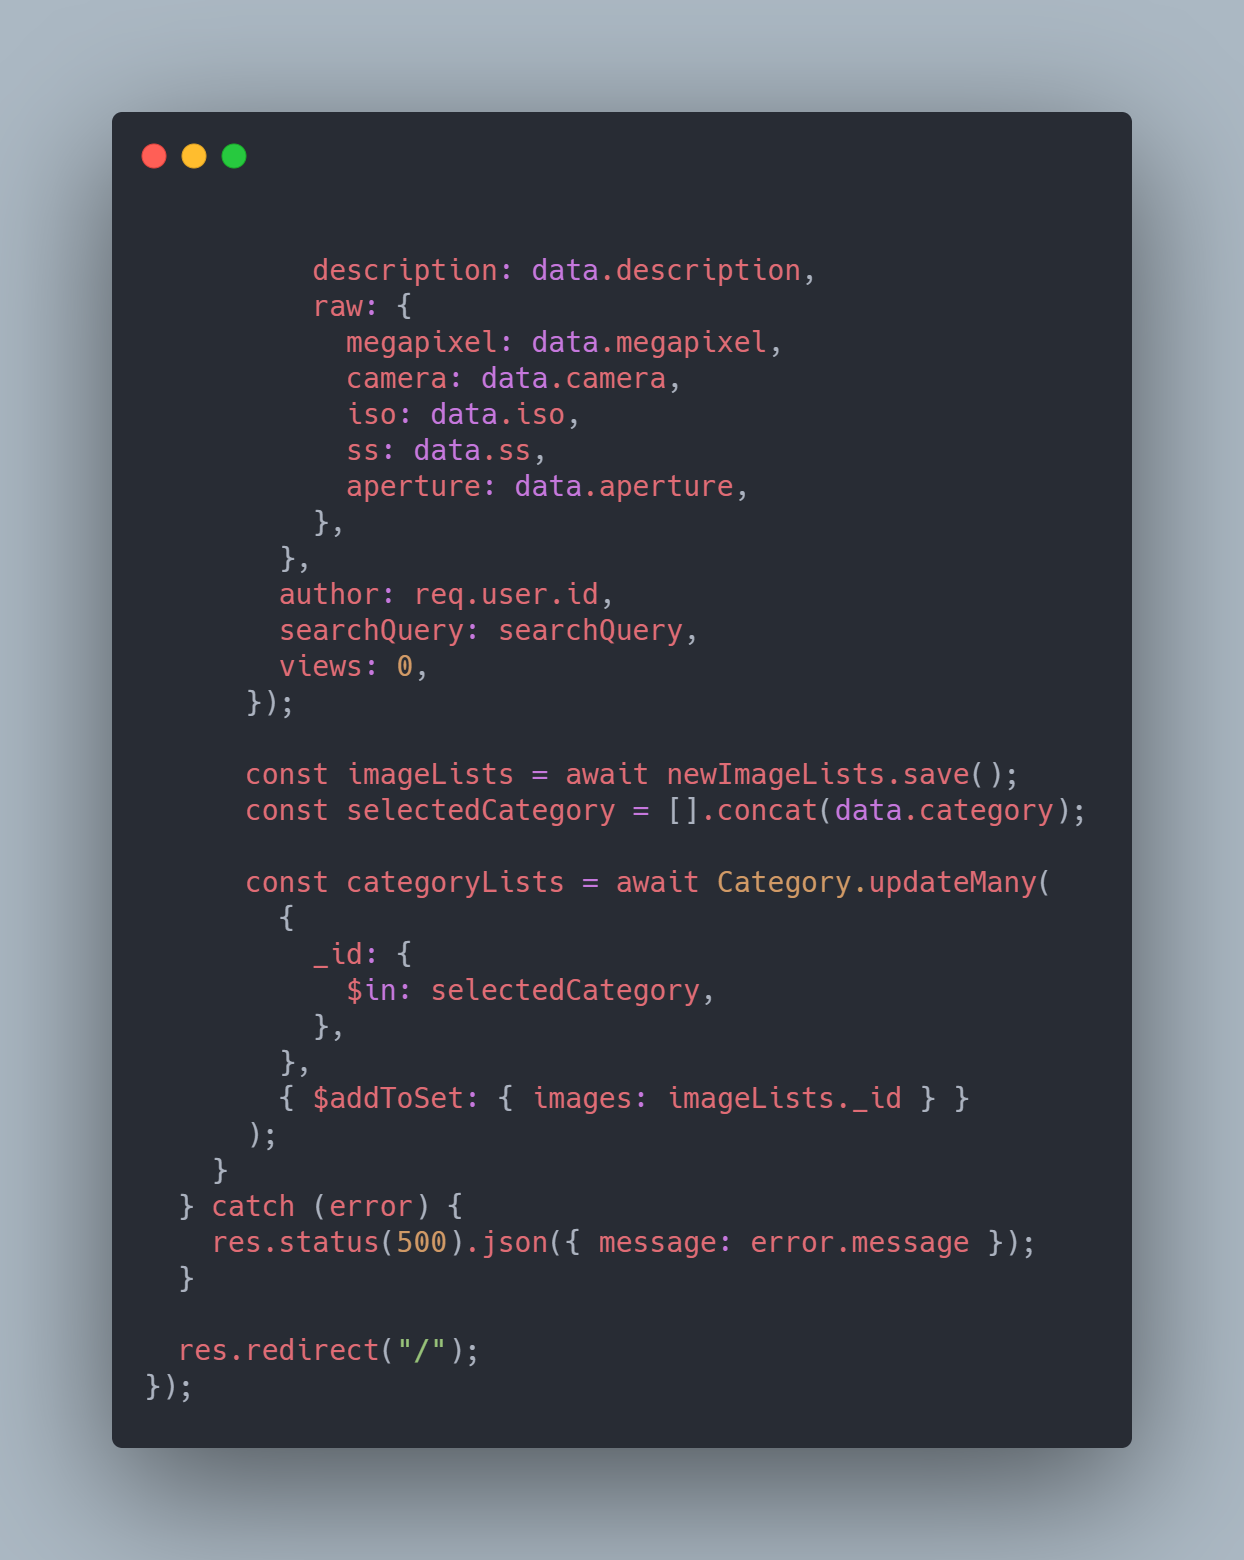 description: data.description,
raw: {
megapixel: data.megapixel,
camera: data.camera,
iso: data.iso,
ss: data.ss,
aperture: data.aperture,
},
},
author: req.user.id,
searchQuery: searchQuery,
views: 0,
});
const imageLists = await newImageLists.save();
const selectedCategory = [].concat(data.category);
const categoryLists = await Category.updateMany(
{
_id: {
$in: selectedCategory,
},
},
{ $addToSet: { images: imageLists._id } }
);
}
} catch (error) {
res.status(500).json({ message: error.message });
}
res.redirect("/");
});